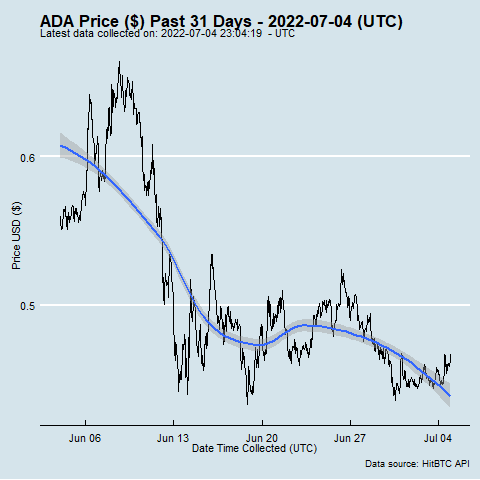 ADA Price ($) Past 31 Days - 2022-07-04 (UTC)
Latest data collected on: 2022-07-04 23:04:19 - UTC
0.6
0.5
Price USD ($)
Jun 06
Jun 13
Jun 20
Jun 27
Jul 04
Date Time Collected (UTC)
Data source: HitBTC API